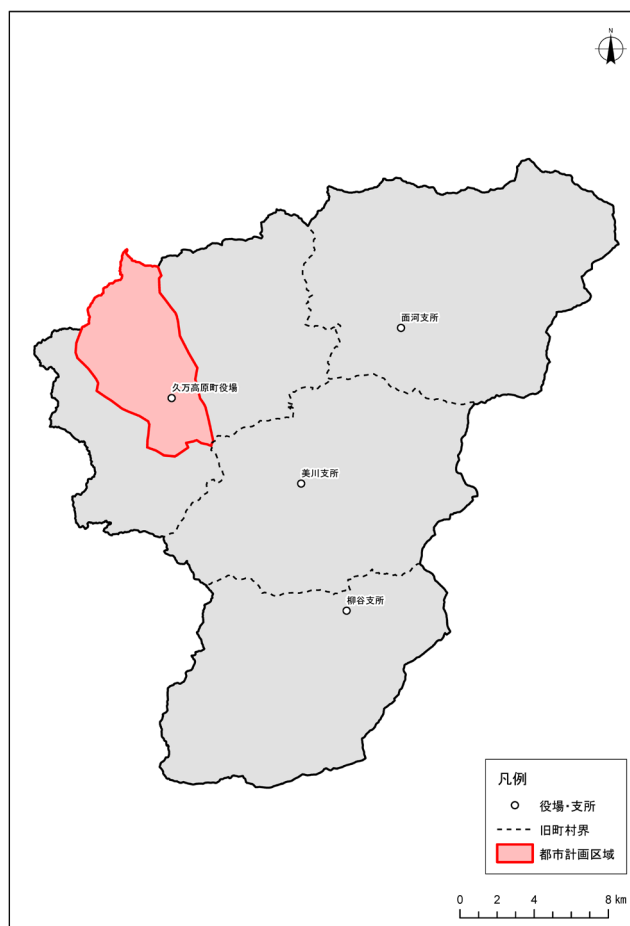 N
面河支所
久万高原町役場
美川支所
柳谷支所
凡例
役場・支所
旧町村界
都市計画区域
0 2 4 8 km